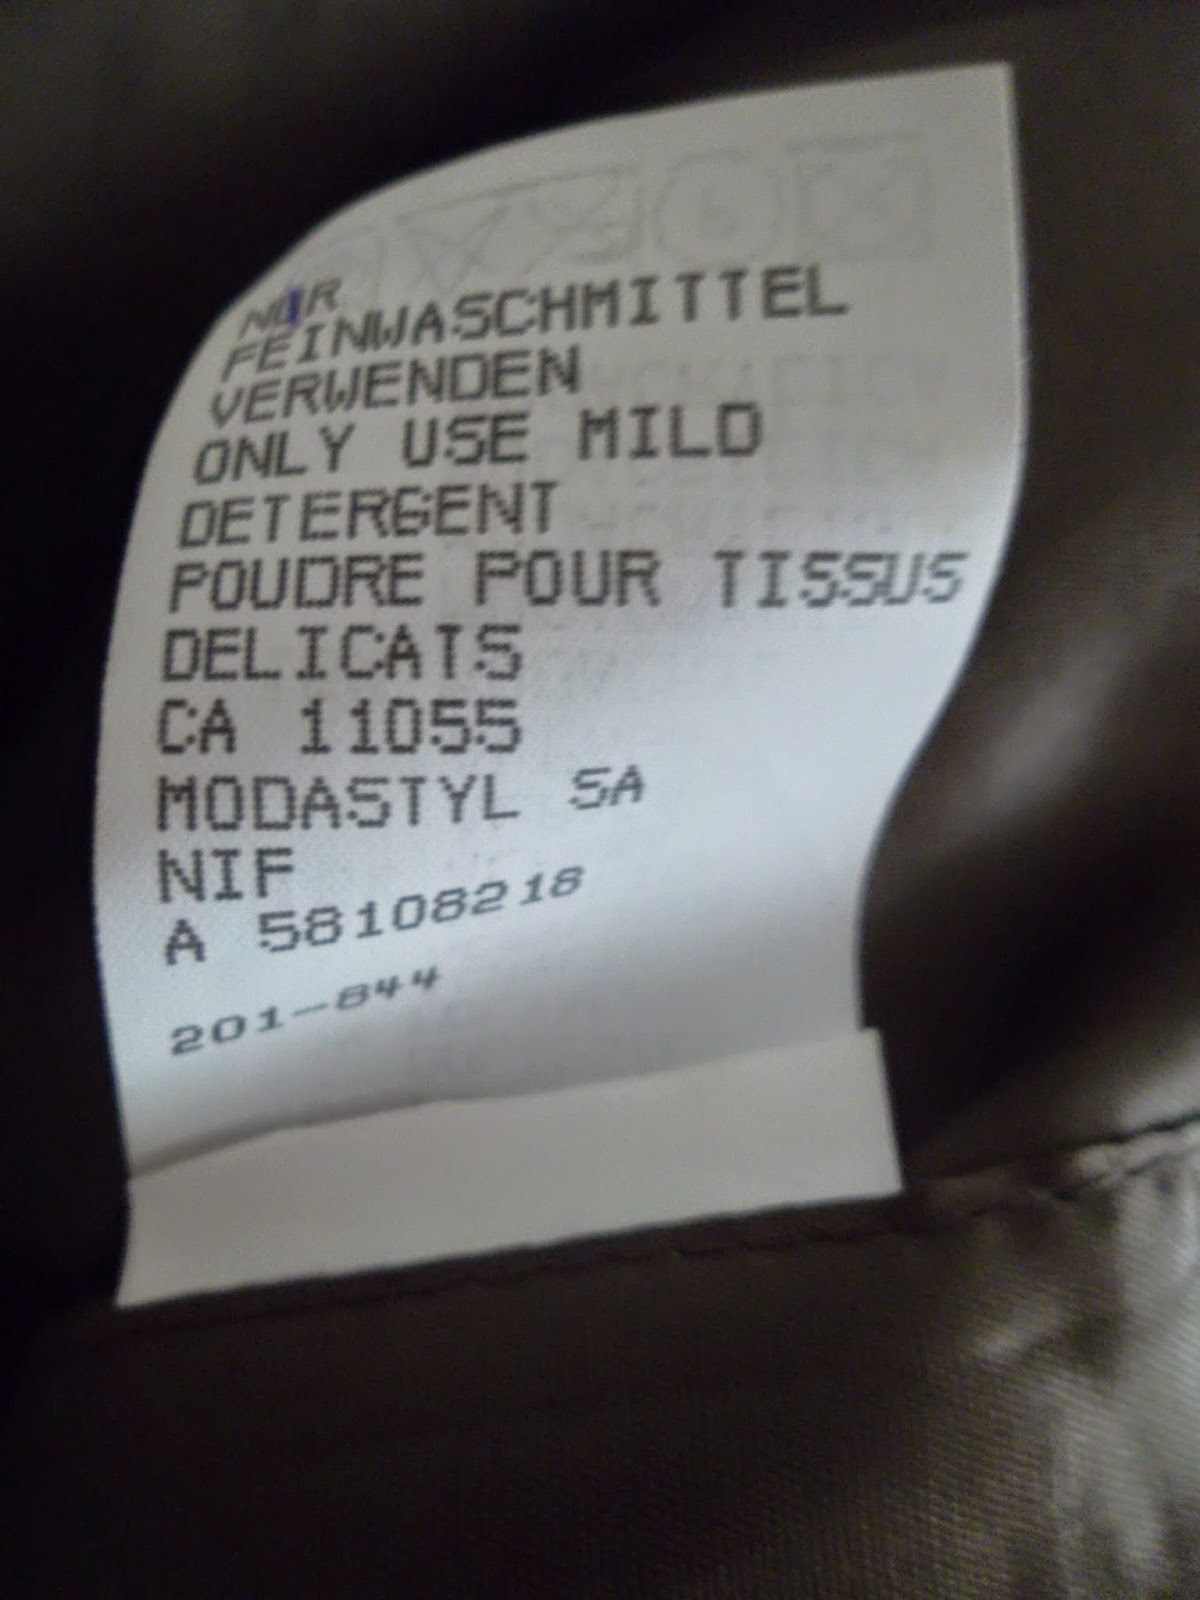 NUR
FEINWASCHMITTEL
VERWENDEN
ONLY USE MILD
DETERGENT
POUDRE POUR TISSUS
DELICATS
CA 11055
MODASTYL SA
NIF
A 58108218
201-844